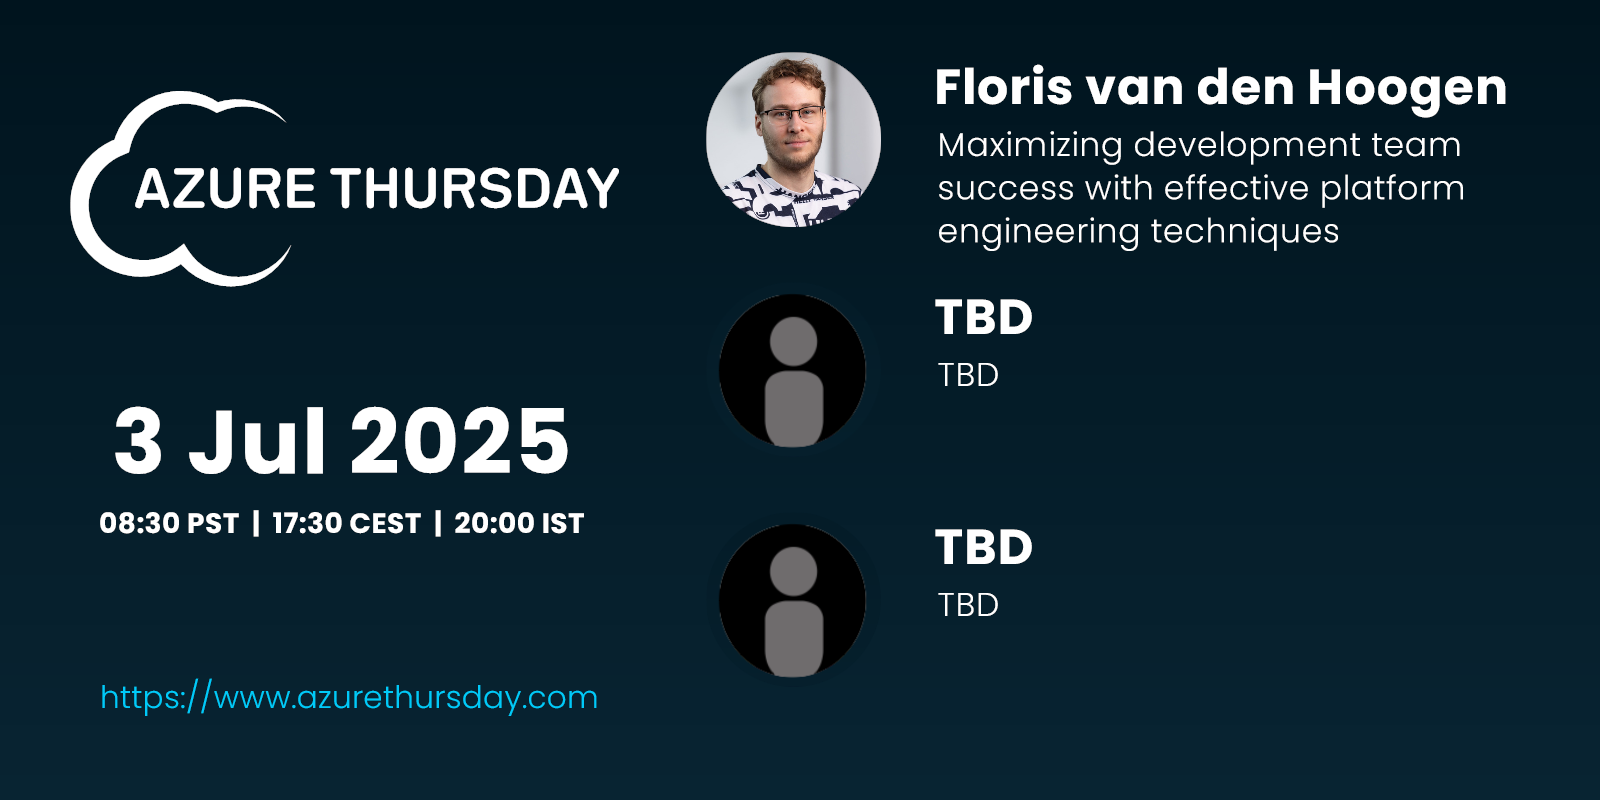 AZURE THURSDAY
3 Jul 2025
08:30 PST | 17:30 CEST | 20:00 IST
https://www.azurethursday.com
Floris van den Hoogen
Maximizing development team
success with effective platform
engineering techniques
TBD
TBD
TBD
TBD